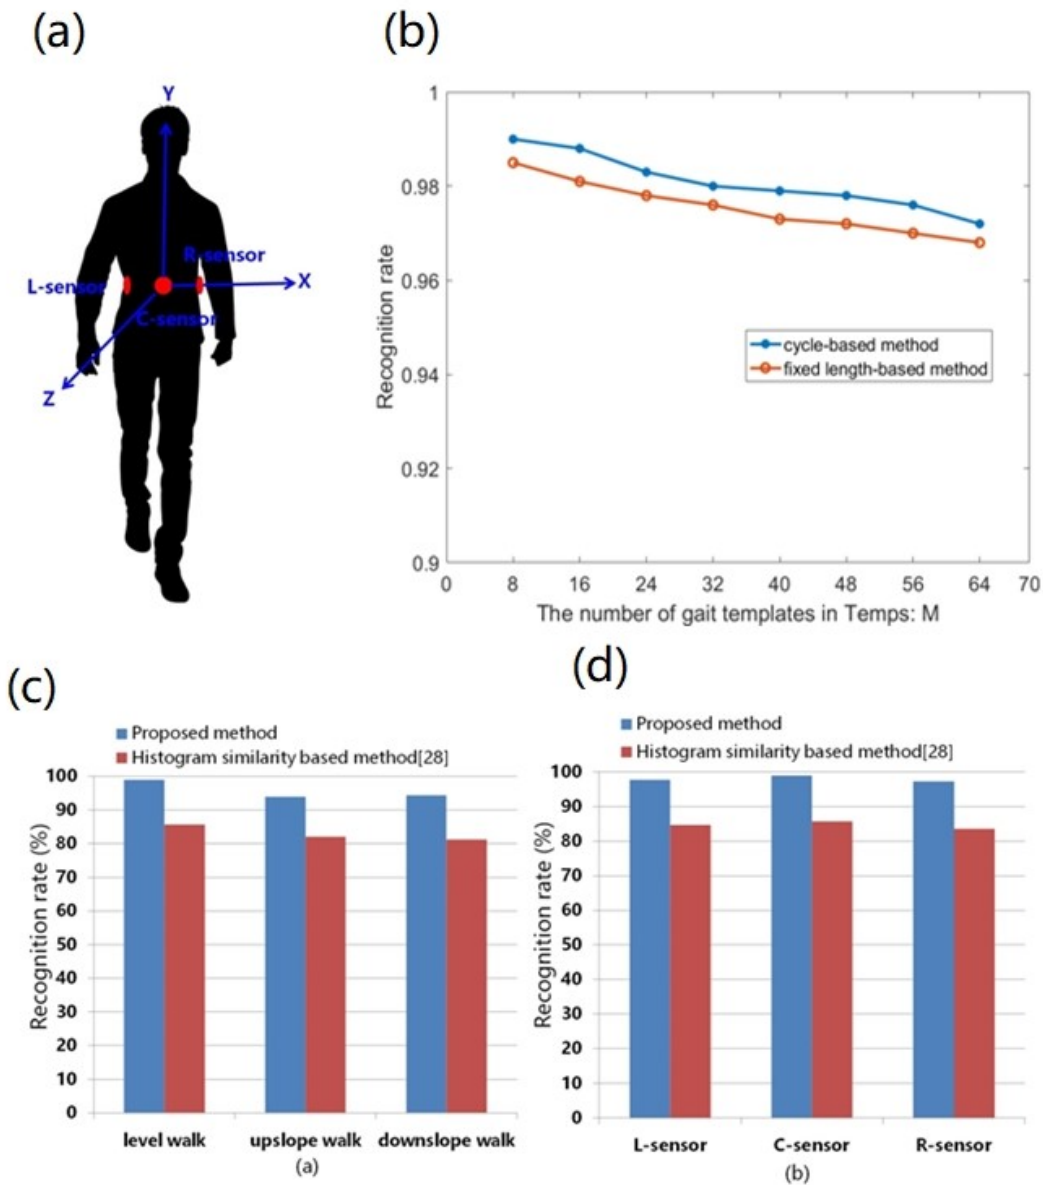 (a)
(b)
Y
R-sensor
L-sensor
X
C-sensor
Z
1
0.98
0.96
0.94
0.92
0.9
Recognition rate
cycle-based method
fixed length-based method
0 8 16 24 32 40 48 56 64 70
The number of gait templates in Temps: M
(c)
Proposed method
Histogram similarity based method[28]
100
90
80
70
60
50
40
30
20
10
0
Recognition rate (%)
level walk upslope walk downslope walk
(a)
(d)
Proposed method
Histogram similarity based method[28]
100
90
80
70
60
50
40
30
20
10
0
Recognition rate (%)
L-sensor C-sensor R-sensor
(b)